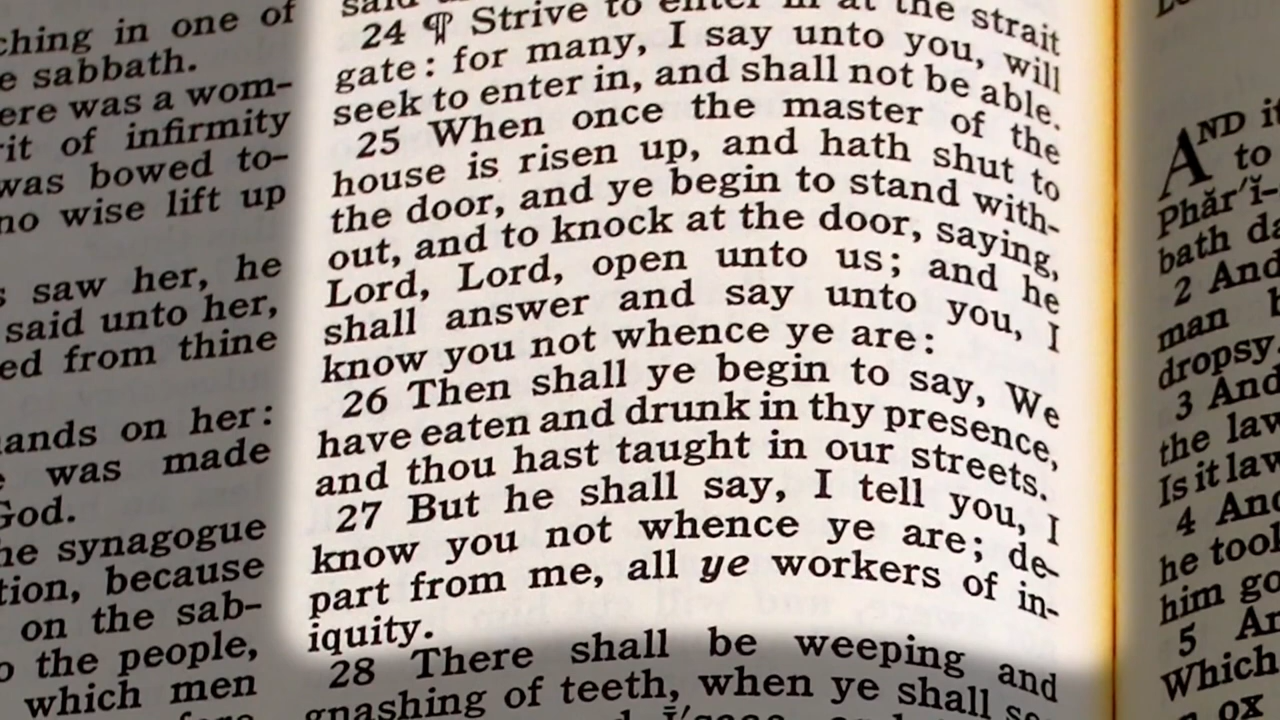 ching in one of
e sabbath.
ere was a wom-
rit of infirmity
was bowed to-
no wise lift up
s saw her, he
said unto her,
ed from thine
ands on her:
e was made
God.
he synagogue
tion, because
on the sab-
o the people,
which men
said
24 ¶ Strive to enter in at the strait
gate: for many, I say unto you, will
seek to enter in, and shall not be able.
25 When once the master of the
house is risen up, and hath shut to
the door, and ye begin to stand with-
out, and to knock at the door, saying,
Lord, Lord, open unto us; and he
shall answer and say unto you, I
know you not whence ye are:
26 Then shall ye begin to say, We
have eaten and drunk in thy presence,
and thou hast taught in our streets.
27 But he shall say, I tell you, I
know you not whence ye are; de-
part from me, all ye workers of in-
iquity.
28 There shall be weeping and
gnashing of teeth, when ye shall
AND it
to
Phăr′ĭ-
bath da
2 And
man
dropsy.
3 And
the law
Is it law
4 And
he took
him go
5 An
Which
ox